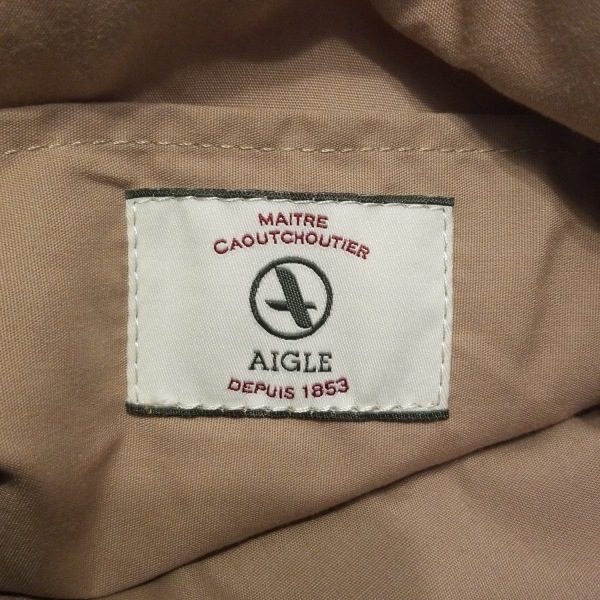 MAITRE
CAOUTCHOUTIER
AIGLE
DEPUIS 1853